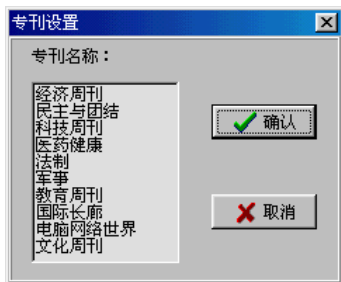 专刊设置
专刊名称：
经济周刊
民主与团结
科技周刊
医药健康
法制
军事
教育周刊
国际长廊
电脑网络世界
文化周刊
确认
取消